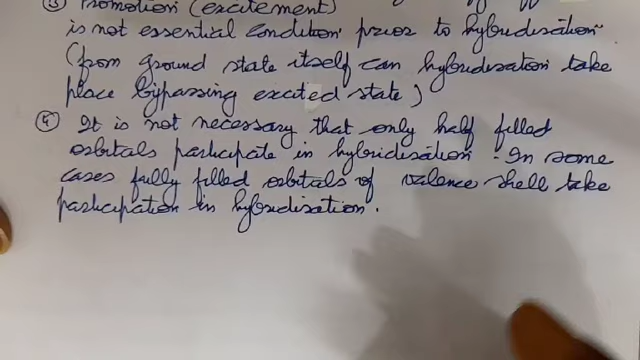 ③ Promotion (excitement)
is not essential condition prior to hybridisation
(from ground state itself can hybridisation take
place bypassing excited state)
④ It is not necessary that only half filled
orbitals participate in hybridisation. In some
cases fully filled orbitals of valence shell take
participation in hybridisation.